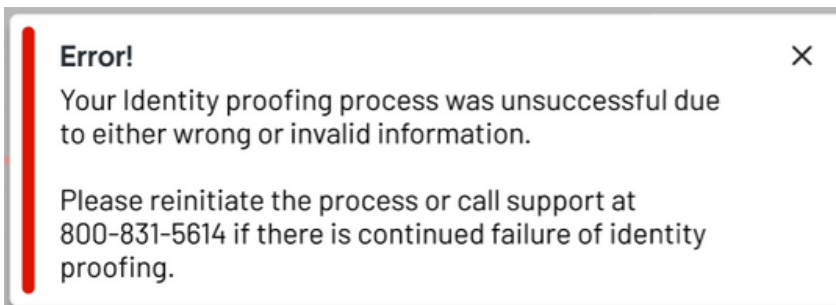 Error!
Your Identity proofing process was unsuccessful due
to either wrong or invalid information.
Please reinitiate the process or call support at
800-831-5614 if there is continued failure of identity
proofing.